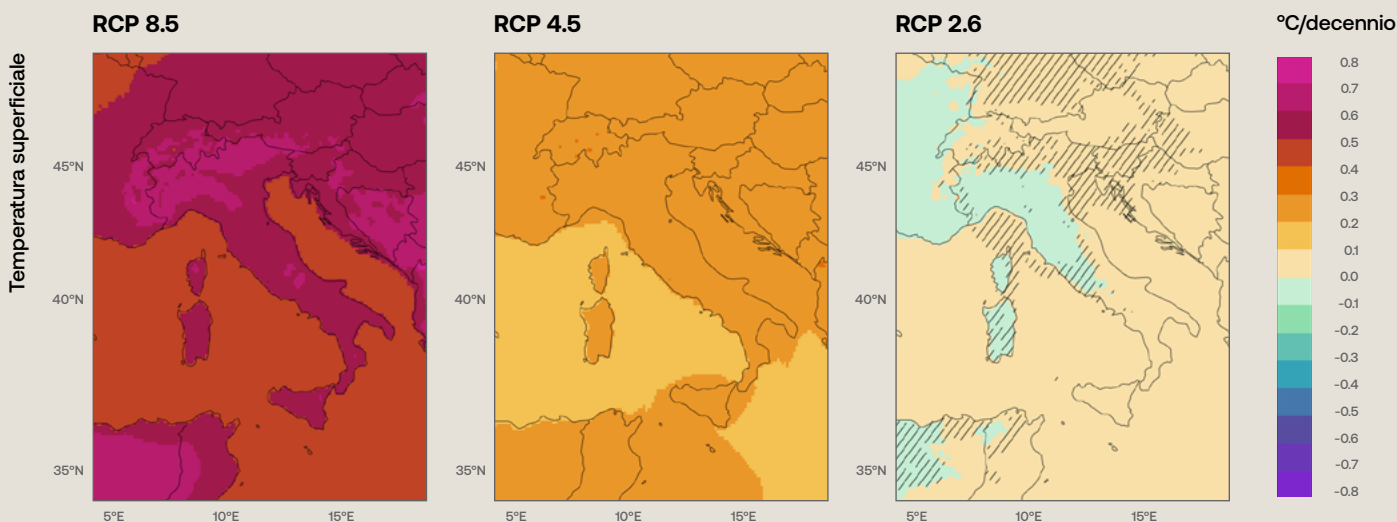 RCP 8.5
RCP 4.5
RCP 2.6
°C/decennio
Temperatura superficiale
45°N
40°N
35°N
5°E
10°E
15°E
45°N
40°N
35°N
5°E
10°E
15°E
45°N
40°N
35°N
5°E
10°E
15°E
0.8
0.7
0.6
0.5
0.4
0.3
0.2
0.1
0.0
-0.1
-0.2
-0.3
-0.4
-0.5
-0.6
-0.7
-0.8